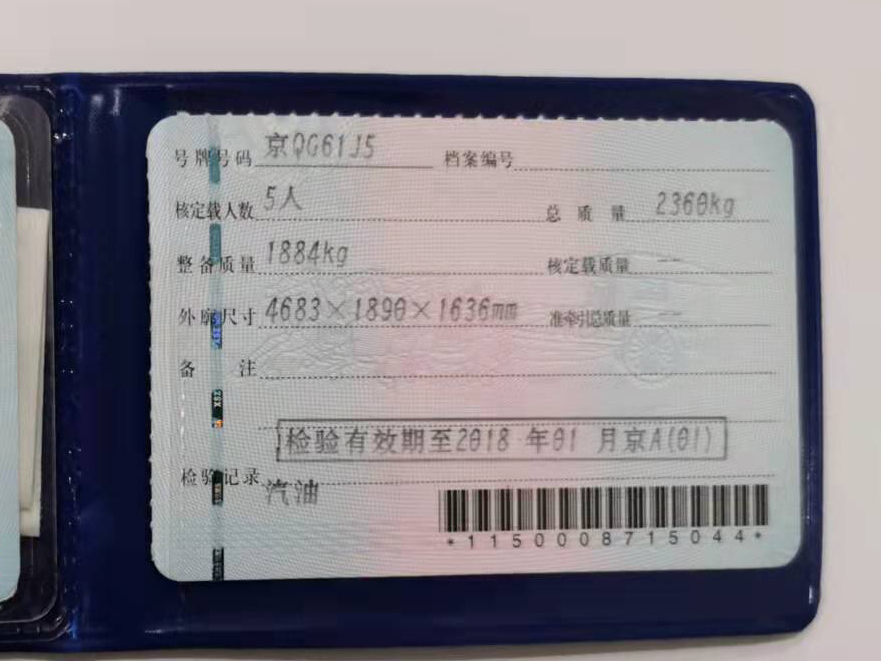 号牌号码 京QG61J5 档案编号
核定载人数 5人 总质量 2360kg
整备质量 1884kg 核定载质量 --
外廓尺寸 4683×1890×1636mm 准牵引总质量 --
备注
检验有效期至2018 年01 月京A(01)
检验记录
汽油
*1150008715044*